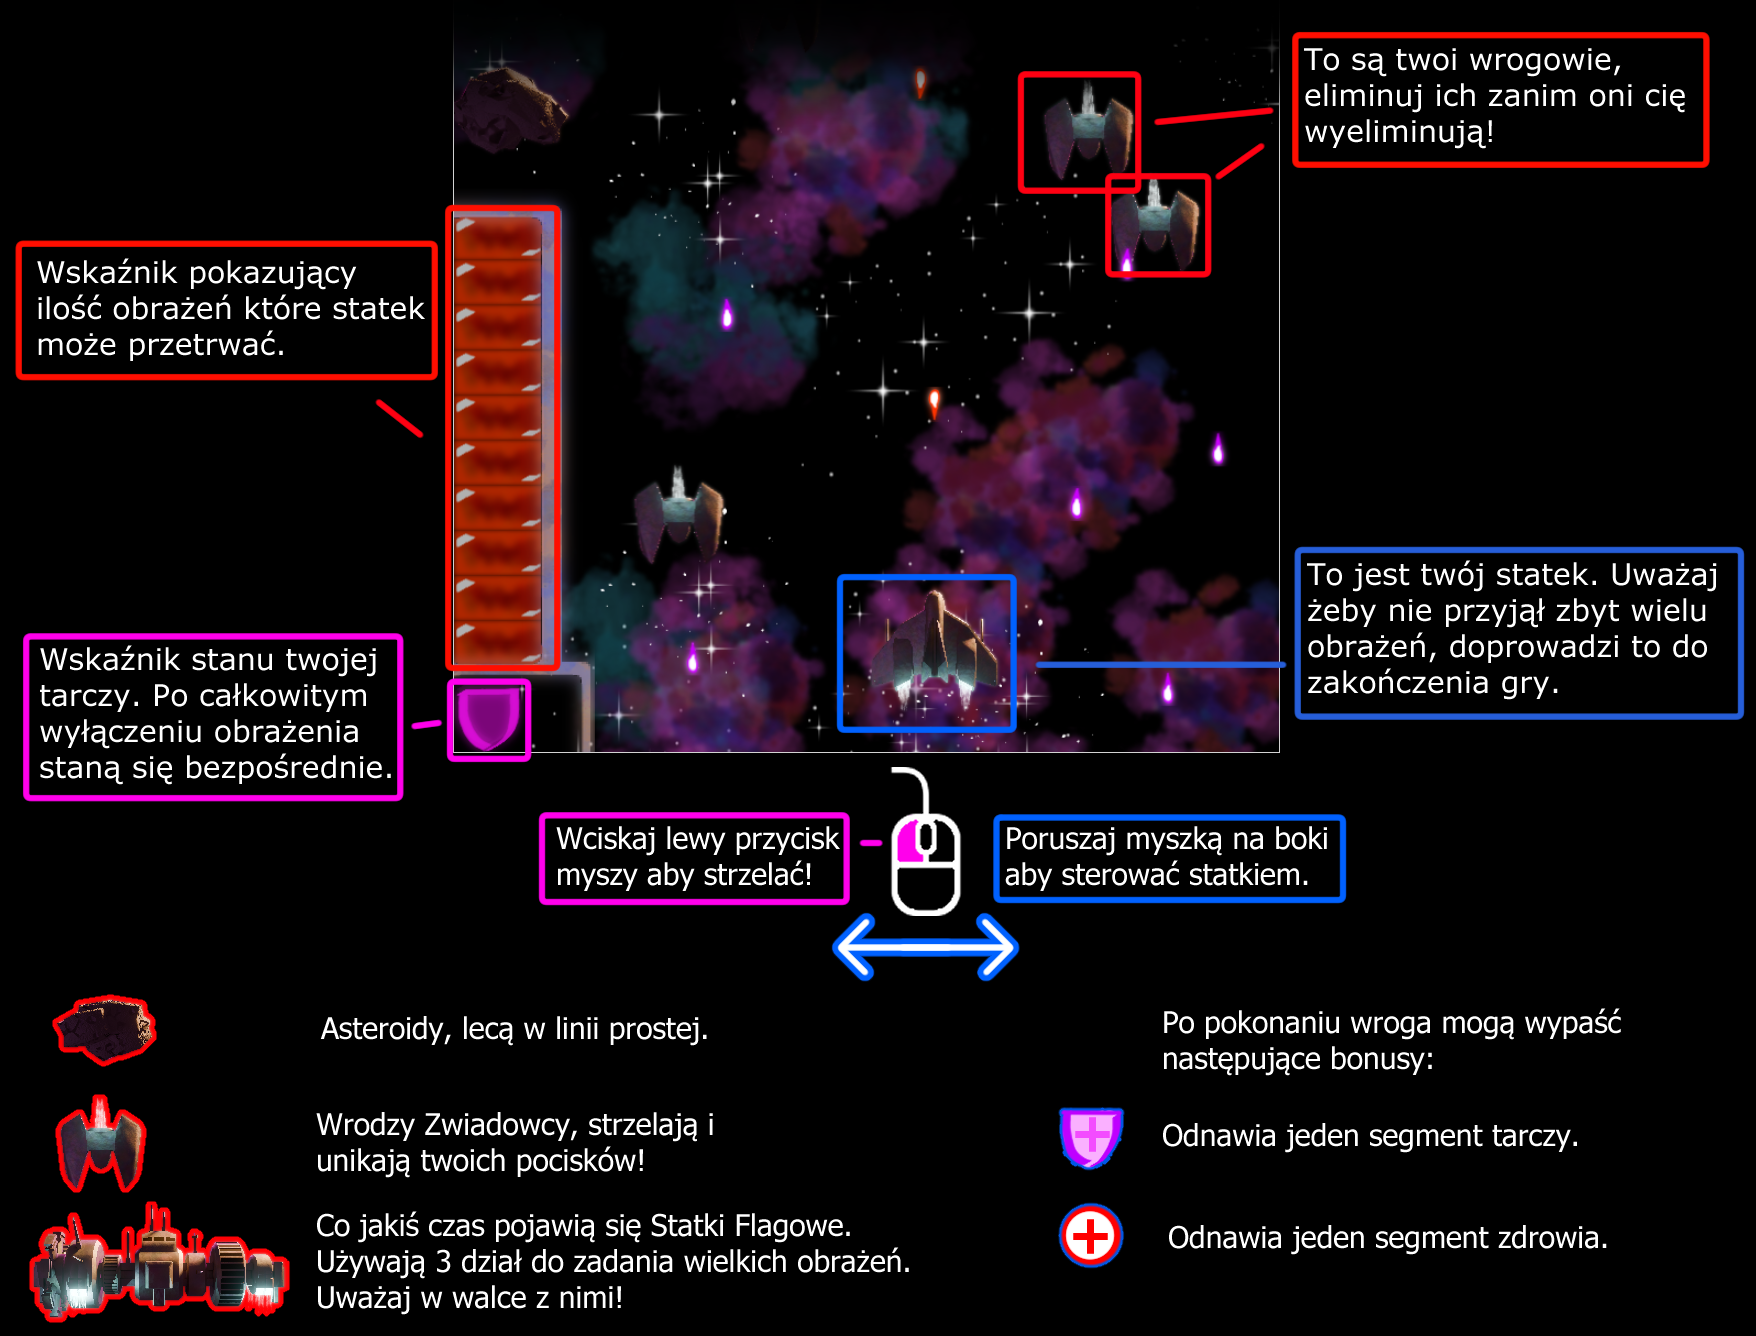 To są twoi wrogowie,
eliminuj ich zanim oni cię
wyeliminują!
Wskaźnik pokazujący
ilość obrażeń które statek
może przetrwać.
To jest twój statek. Uważaj
żeby nie przyjął zbyt wielu
obrażeń, doprowadzi to do
zakończenia gry.
Wskaźnik stanu twojej
tarczy. Po całkowitym
wyłączeniu obrażenia
staną się bezpośrednie.
Wciskaj lewy przycisk
myszy aby strzelać!
Poruszaj myszką na boki
aby sterować statkiem.
Asteroidy, lecą w linii prostej.
Wrodzy Zwiadowcy, strzelają i
unikają twoich pocisków!
Co jakiś czas pojawią się Statki Flagowe.
Używają 3 dział do zadania wielkich obrażeń.
Uważaj w walce z nimi!
Po pokonaniu wroga mogą wypaść
następujące bonusy:
Odnawia jeden segment tarczy.
Odnawia jeden segment zdrowia.